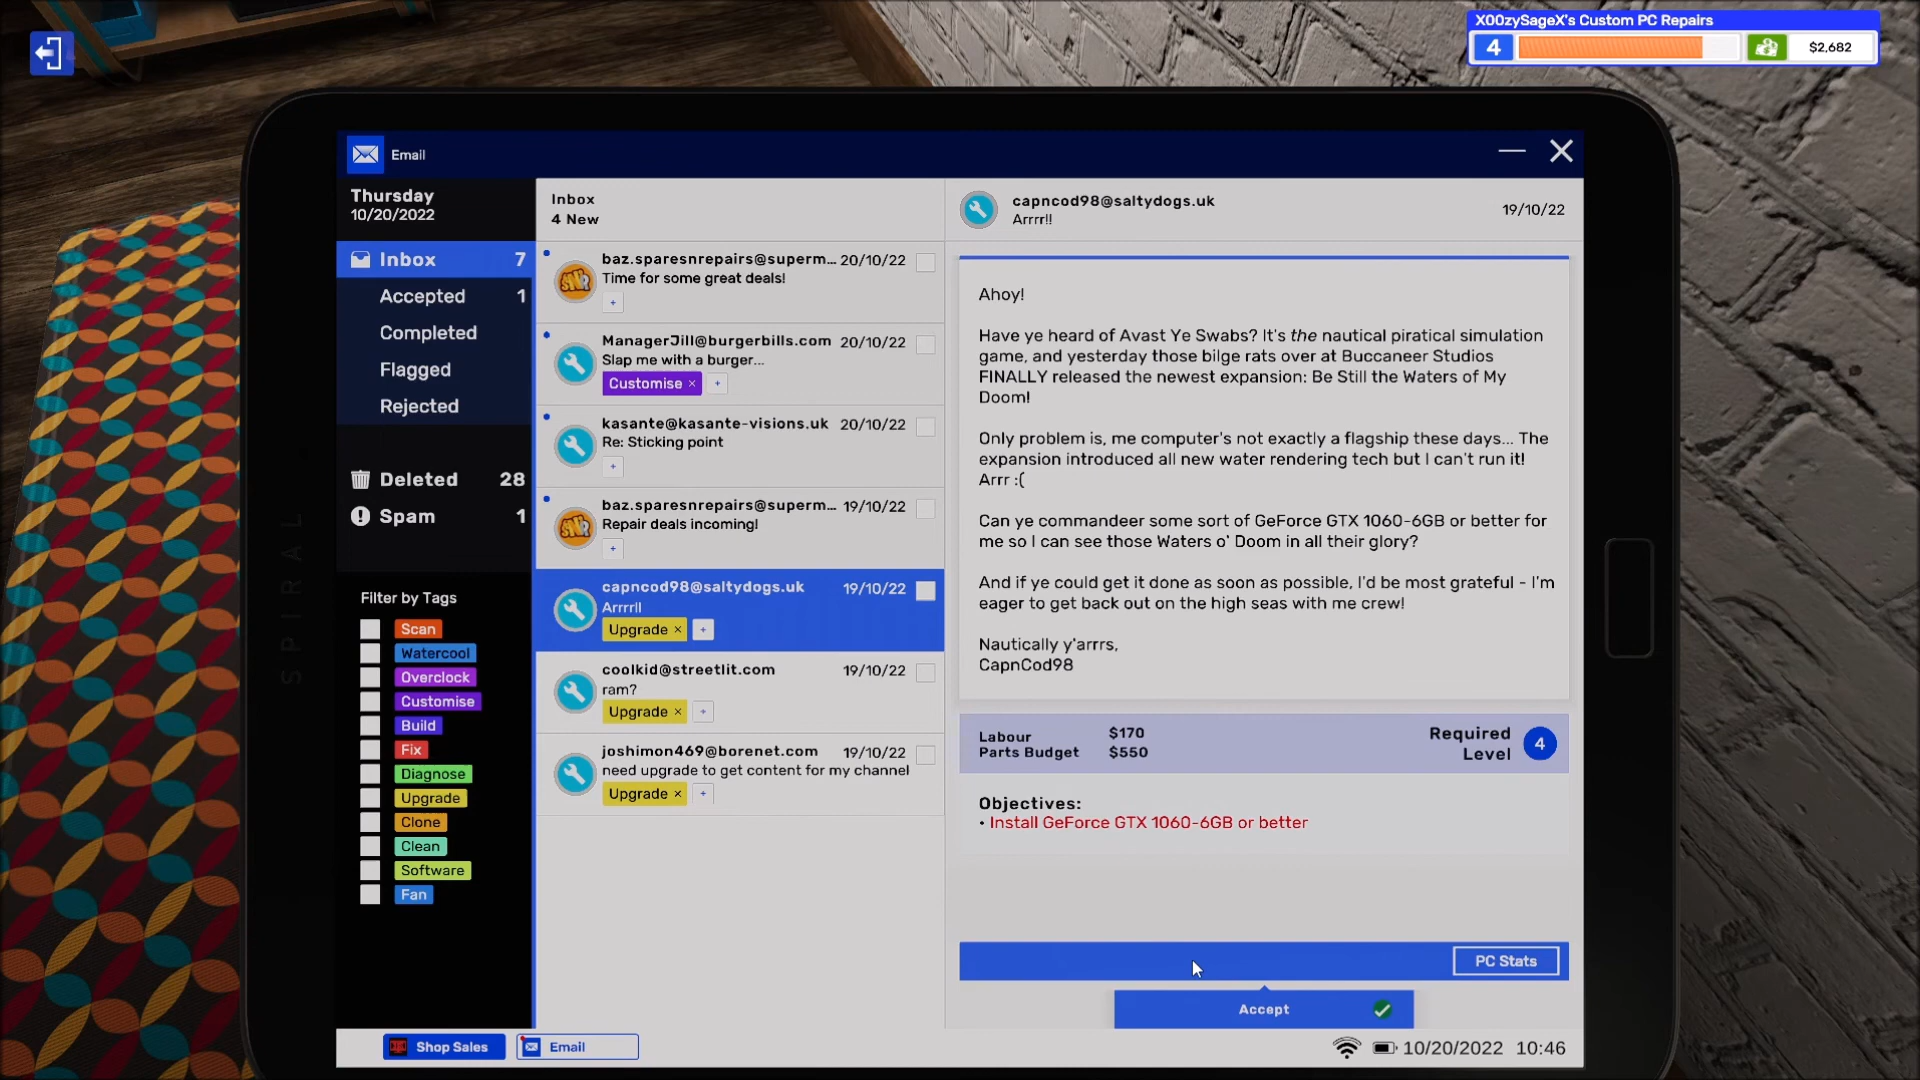 X00zySageX's Custom PC Repairs
4
$2,682
Email
Thursday
10/20/2022
Inbox 7
Accepted 1
Completed
Flagged
Rejected
Deleted 28
Spam 1
Filter by Tags
Scan
Watercool
Overclock
Customise
Build
Fix
Diagnose
Upgrade
Clone
Clean
Software
Fan
Inbox
4 New
baz.sparesnrepairs@superm... 20/10/22
Time for some great deals!
+
ManagerJill@burgerbills.com 20/10/22
Slap me with a burger...
Customise × +
kasante@kasante-visions.uk 20/10/22
Re: Sticking point
+
baz.sparesnrepairs@superm... 19/10/22
Repair deals incoming!
+
capncod98@saltydogs.uk 19/10/22
Arrrr!!
Upgrade × +
coolkid@streetlit.com 19/10/22
ram?
Upgrade × +
joshimon469@borenet.com 19/10/22
need upgrade to get content for my channel
Upgrade × +
capncod98@saltydogs.uk
Arrrr!!
19/10/22
Ahoy!
Have ye heard of Avast Ye Swabs? It's the nautical piratical simulation
game, and yesterday those bilge rats over at Buccaneer Studios
FINALLY released the newest expansion: Be Still the Waters of My
Doom!
Only problem is, me computer's not exactly a flagship these days... The
expansion introduced all new water rendering tech but I can't run it!
Arrr :(
Can ye commandeer some sort of GeForce GTX 1060-6GB or better for
me so I can see those Waters o' Doom in all their glory?
And if ye could get it done as soon as possible, I'd be most grateful - I'm
eager to get back out on the high seas with me crew!
Nautically y'arrrs,
CapnCod98
Labour $170
Parts Budget $550
Required
Level 4
Objectives:
• Install GeForce GTX 1060-6GB or better
PC Stats
Accept
Shop Sales
Email
10/20/2022 10:46
SPIRAL